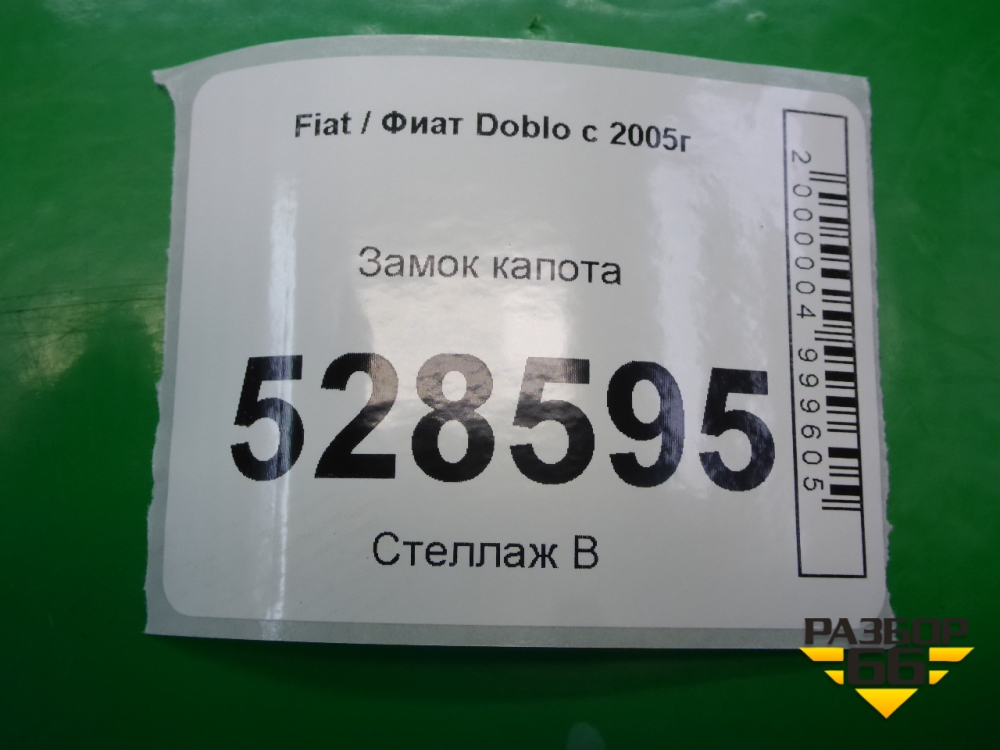 Fiat / Фиат Doblo с 2005г
Замок капота
528595
Стеллаж В
2000004999605
РАЗБОР
66